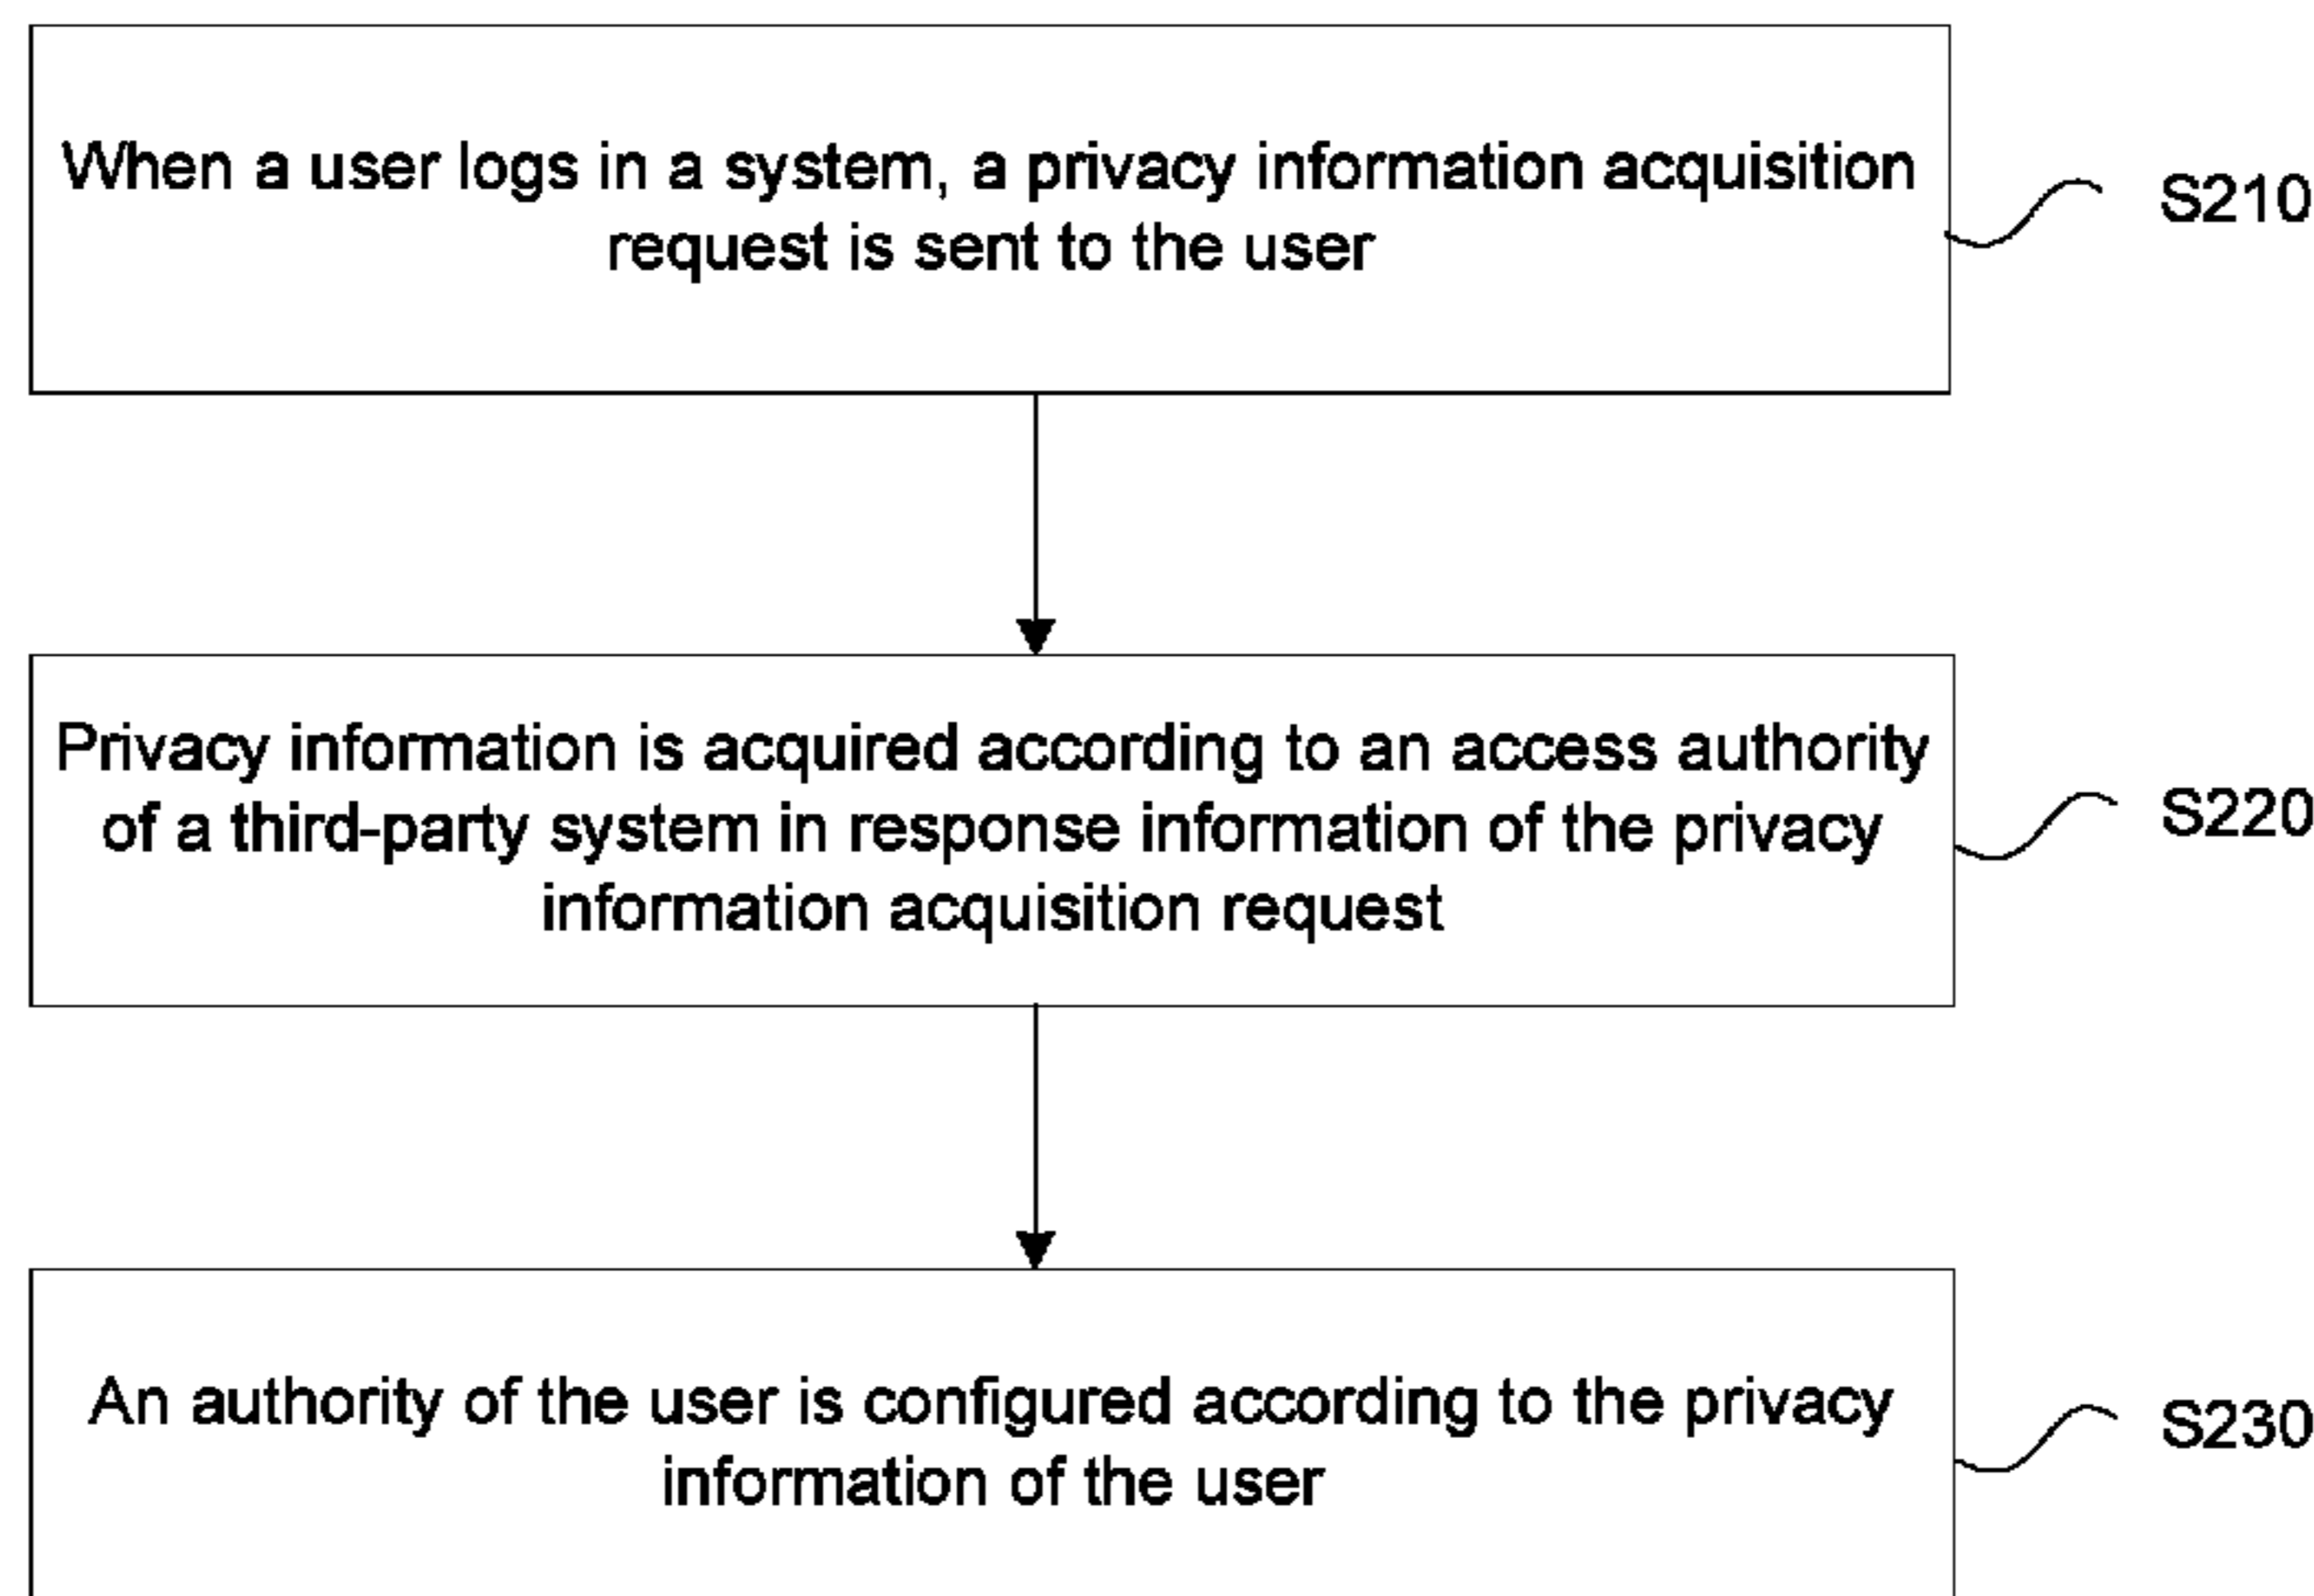 When a user logs in a system, a privacy information acquisition
request is sent to the user
S210
Privacy information is acquired according to an access authority
of a third-party system in response information of the privacy
information acquisition request
S220
An authority of the user is configured according to the privacy
information of the user
S230